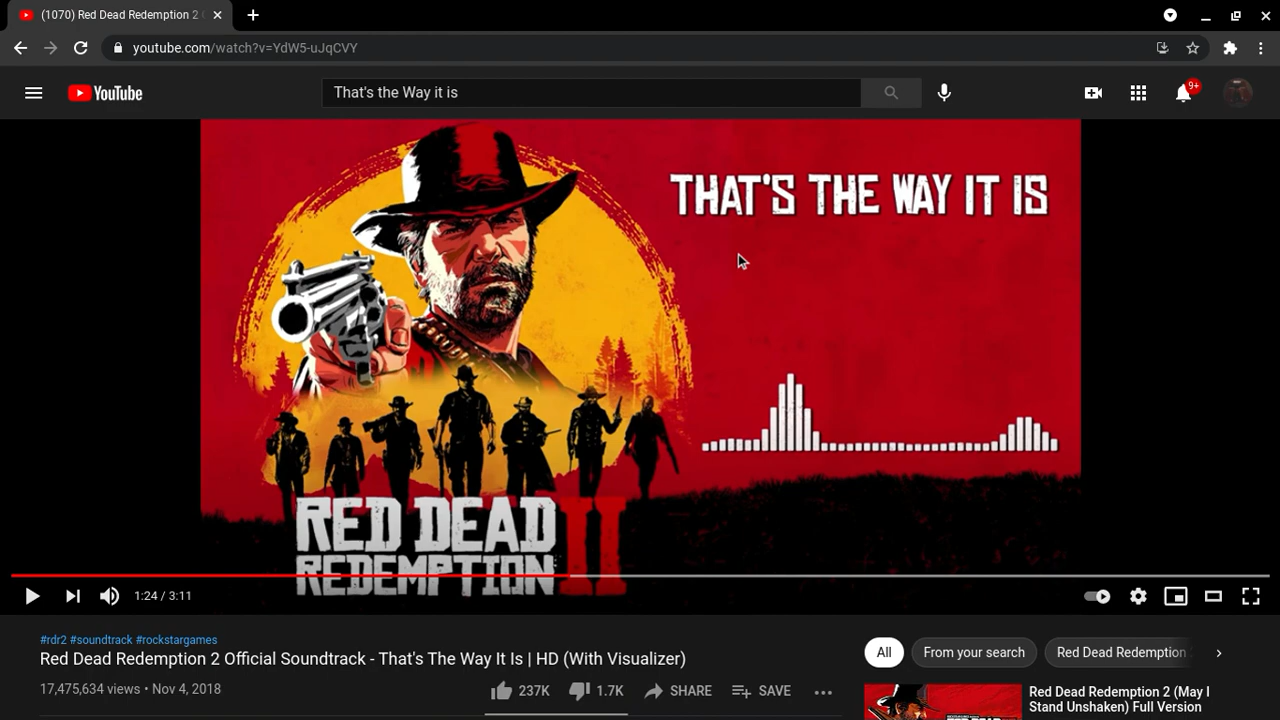 (1070) Red Dead Redemption 2
youtube.com/watch?v=YdW5-uJqCVY
YouTube
That's the Way it is
9+
THAT'S THE WAY IT IS
RED DEAD
REDEMPTION II
1:24 / 3:11
#rdr2 #soundtrack #rockstargames
Red Dead Redemption 2 Official Soundtrack - That's The Way It Is | HD (With Visualizer)
17,475,634 views • Nov 4, 2018
237K
1.7K
SHARE
SAVE
All
From your search
Red Dead Redemption
Red Dead Redemption 2 (May I
Stand Unshaken) Full Version